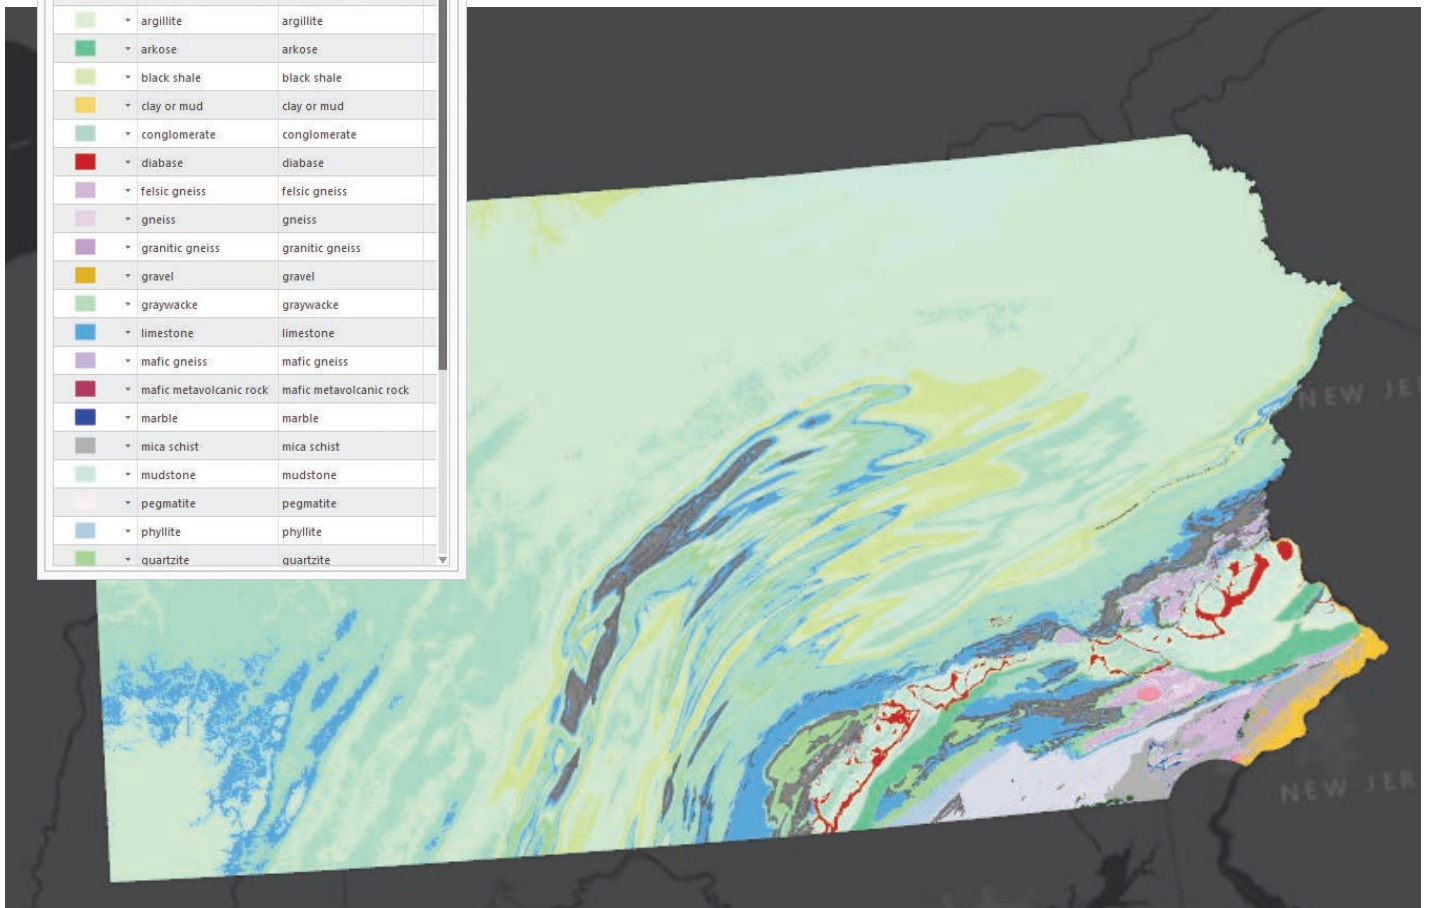 argillite argillite
arkose arkose
black shale black shale
clay or mud clay or mud
conglomerate conglomerate
diabase diabase
felsic gneiss felsic gneiss
gneiss gneiss
granitic gneiss granitic gneiss
gravel gravel
graywacke graywacke
limestone limestone
mafic gneiss mafic gneiss
mafic metavolcanic rock mafic metavolcanic rock
marble marble
mica schist mica schist
mudstone mudstone
pegmatite pegmatite
phyllite phyllite
quartzite quartzite
NEW JE
NEW JER